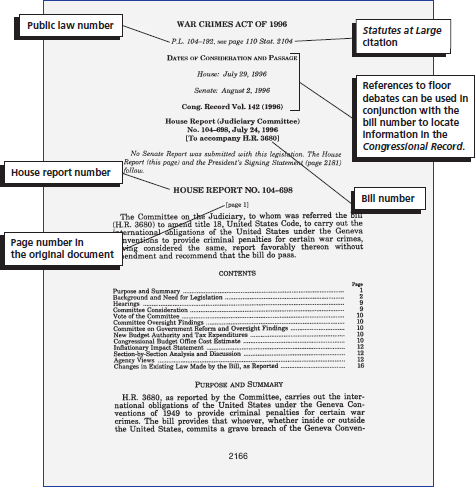 Public law number
WAR CRIMES ACT OF 1996
P.L. 104–192, see page 110 Stat. 2104
Statutes at Large
citation
DATES OF CONSIDERATION AND PASSAGE
House: July 29, 1996
Senate: August 2, 1996
Cong. Record Vol. 142 (1996)
References to floor
debates can be used in
conjunction with the
bill number to locate
information in the
Congressional Record.
House Report (Judiciary Committee)
No. 104–698, July 24, 1996
[To accompany H.R. 3680]
No Senate Report was submitted with this legislation. The House
Report (this page) and the President's Signing Statement (page 2181)
follow.
House report number
HOUSE REPORT NO. 104–698
Bill number
[page 1]
Page number in
the original document
The Committee on the Judiciary, to whom was referred the bill
(H.R. 3680) to amend title 18, United States Code, to carry out the
international obligations of the United States under the Geneva
onventions to provide criminal penalties for certain war crimes,
ving considered the same, report favorably thereon without
mendment and recommend that the bill do pass.
CONTENTS
Page
Purpose and Summary 1
Background and Need for Legislation 2
Hearings 9
Committee Consideration 9
Vote of the Committee 10
Committee Oversight Findings 10
Committee on Government Reform and Oversight Findings 10
New Budget Authority and Tax Expenditures 10
Congressional Budget Office Cost Estimate 10
Inflationary Impact Statement 12
Section-by-Section Analysis and Discussion 12
Agency Views 12
Changes in Existing Law Made by the Bill, as Reported 16
PURPOSE AND SUMMARY
H.R. 3680, as reported by the Committee, carries out the inter-
national obligations of the United States under the Geneva Con-
ventions of 1949 to provide criminal penalties for certain war
crimes. The bill provides that whoever, whether inside or outside
the United States, commits a grave breach of the Geneva Conven-
2166